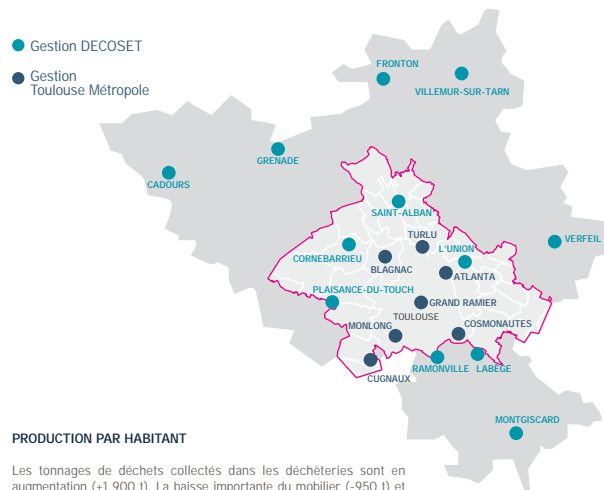 Gestion DECOSET
Gestion
Toulouse Métropole
FRONTON
VILLEMUR-SUR-TARN
GRENADE
CADOURS
SAINT-ALBAN
TURLU
VERFEIL
L'UNION
CORNEBARRIEU
BLAGNAC
ATLANTA
PLAISANCE-DU-TOUCH
GRAND RAMIER
TOULOUSE
MONLONG
COSMONAUTES
RAMONVILLE
LABÈGE
CUGNAUX
MONTGISCARD
PRODUCTION PAR HABITANT
Les tonnages de déchets collectés dans les déchèteries sont en
augmentation (+1 900 t). La baisse importante du mobilier (-950 t) et